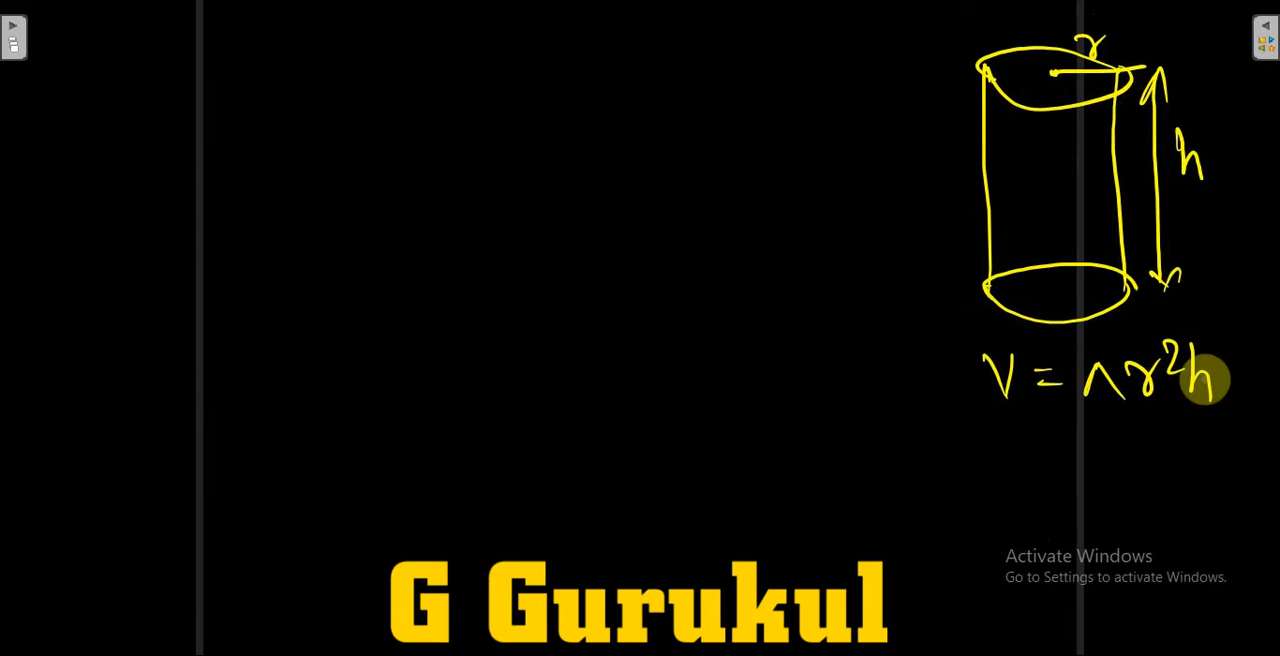 r
h
V = πr²h
Activate Windows
Go to Settings to activate Windows.
G Gurukul